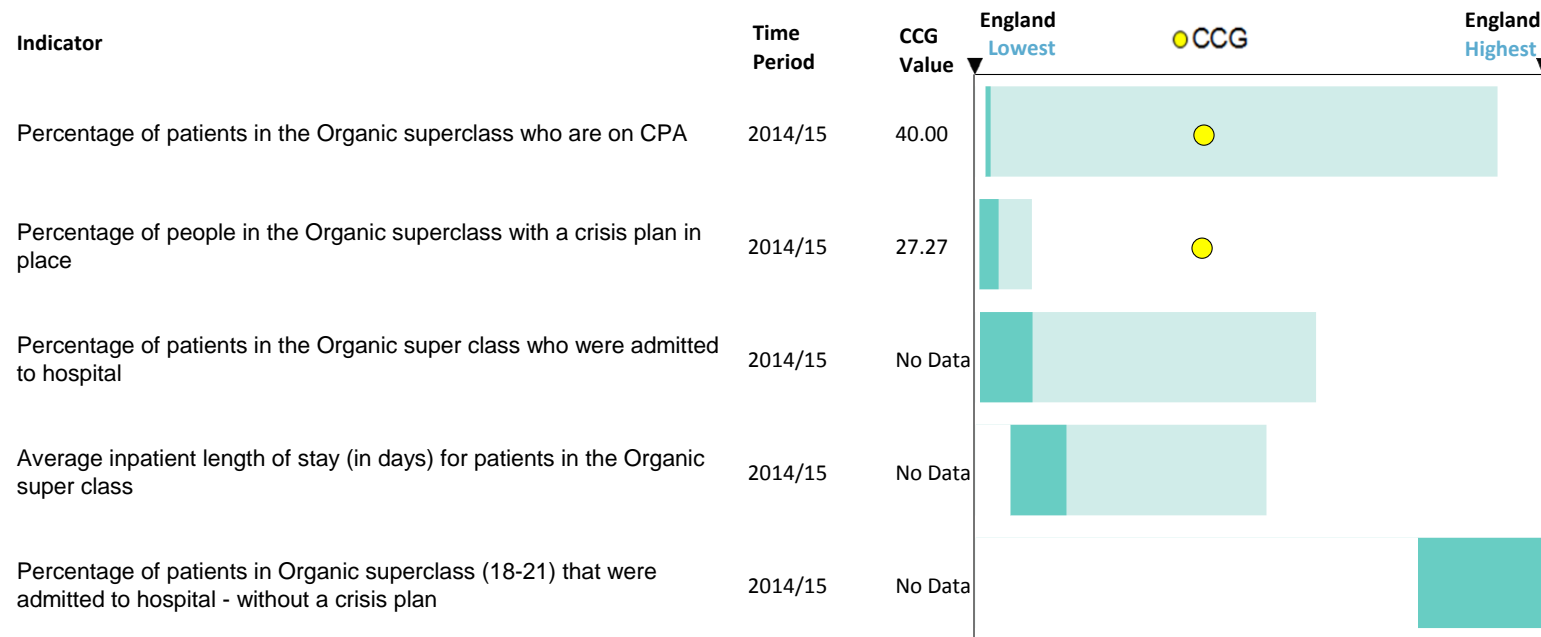 Indicator
Time
Period
CCG
Value
England
Lowest
CCG
England
Highest
Percentage of patients in the Organic superclass who are on CPA
2014/15
40.00
Percentage of people in the Organic superclass with a crisis plan in
place
2014/15
27.27
Percentage of patients in the Organic super class who were admitted
to hospital
2014/15
No Data
Average inpatient length of stay (in days) for patients in the Organic
super class
2014/15
No Data
Percentage of patients in Organic superclass (18-21) that were
admitted to hospital - without a crisis plan
2014/15
No Data